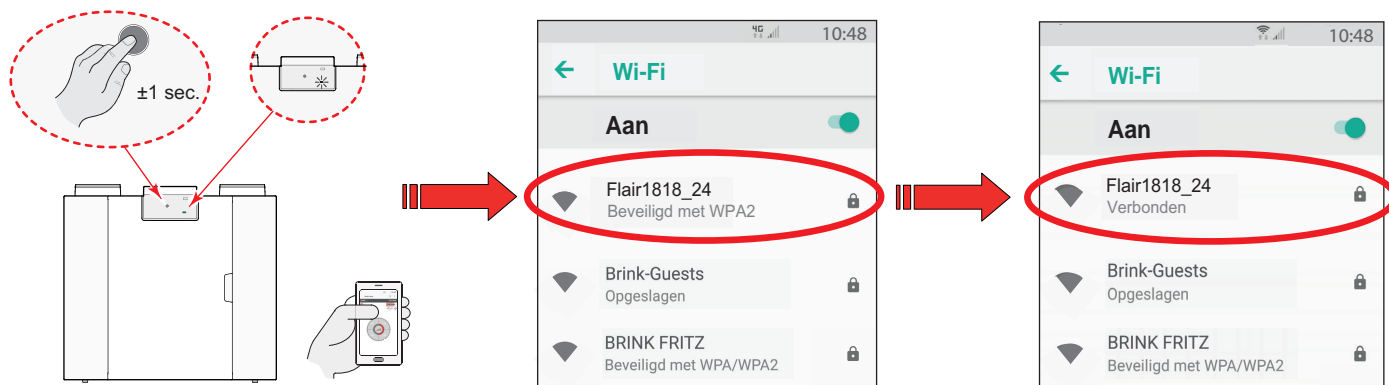 ±1 sec.
4G 10:48
Wi-Fi
Aan
Flair1818_24
Beveiligd met WPA2
Brink-Guests
Opgeslagen
BRINK FRITZ
Beveiligd met WPA/WPA2
10:48
Wi-Fi
Aan
Flair1818_24
Verbonden
Brink-Guests
Opgeslagen
BRINK FRITZ
Beveiligd met WPA/WPA2